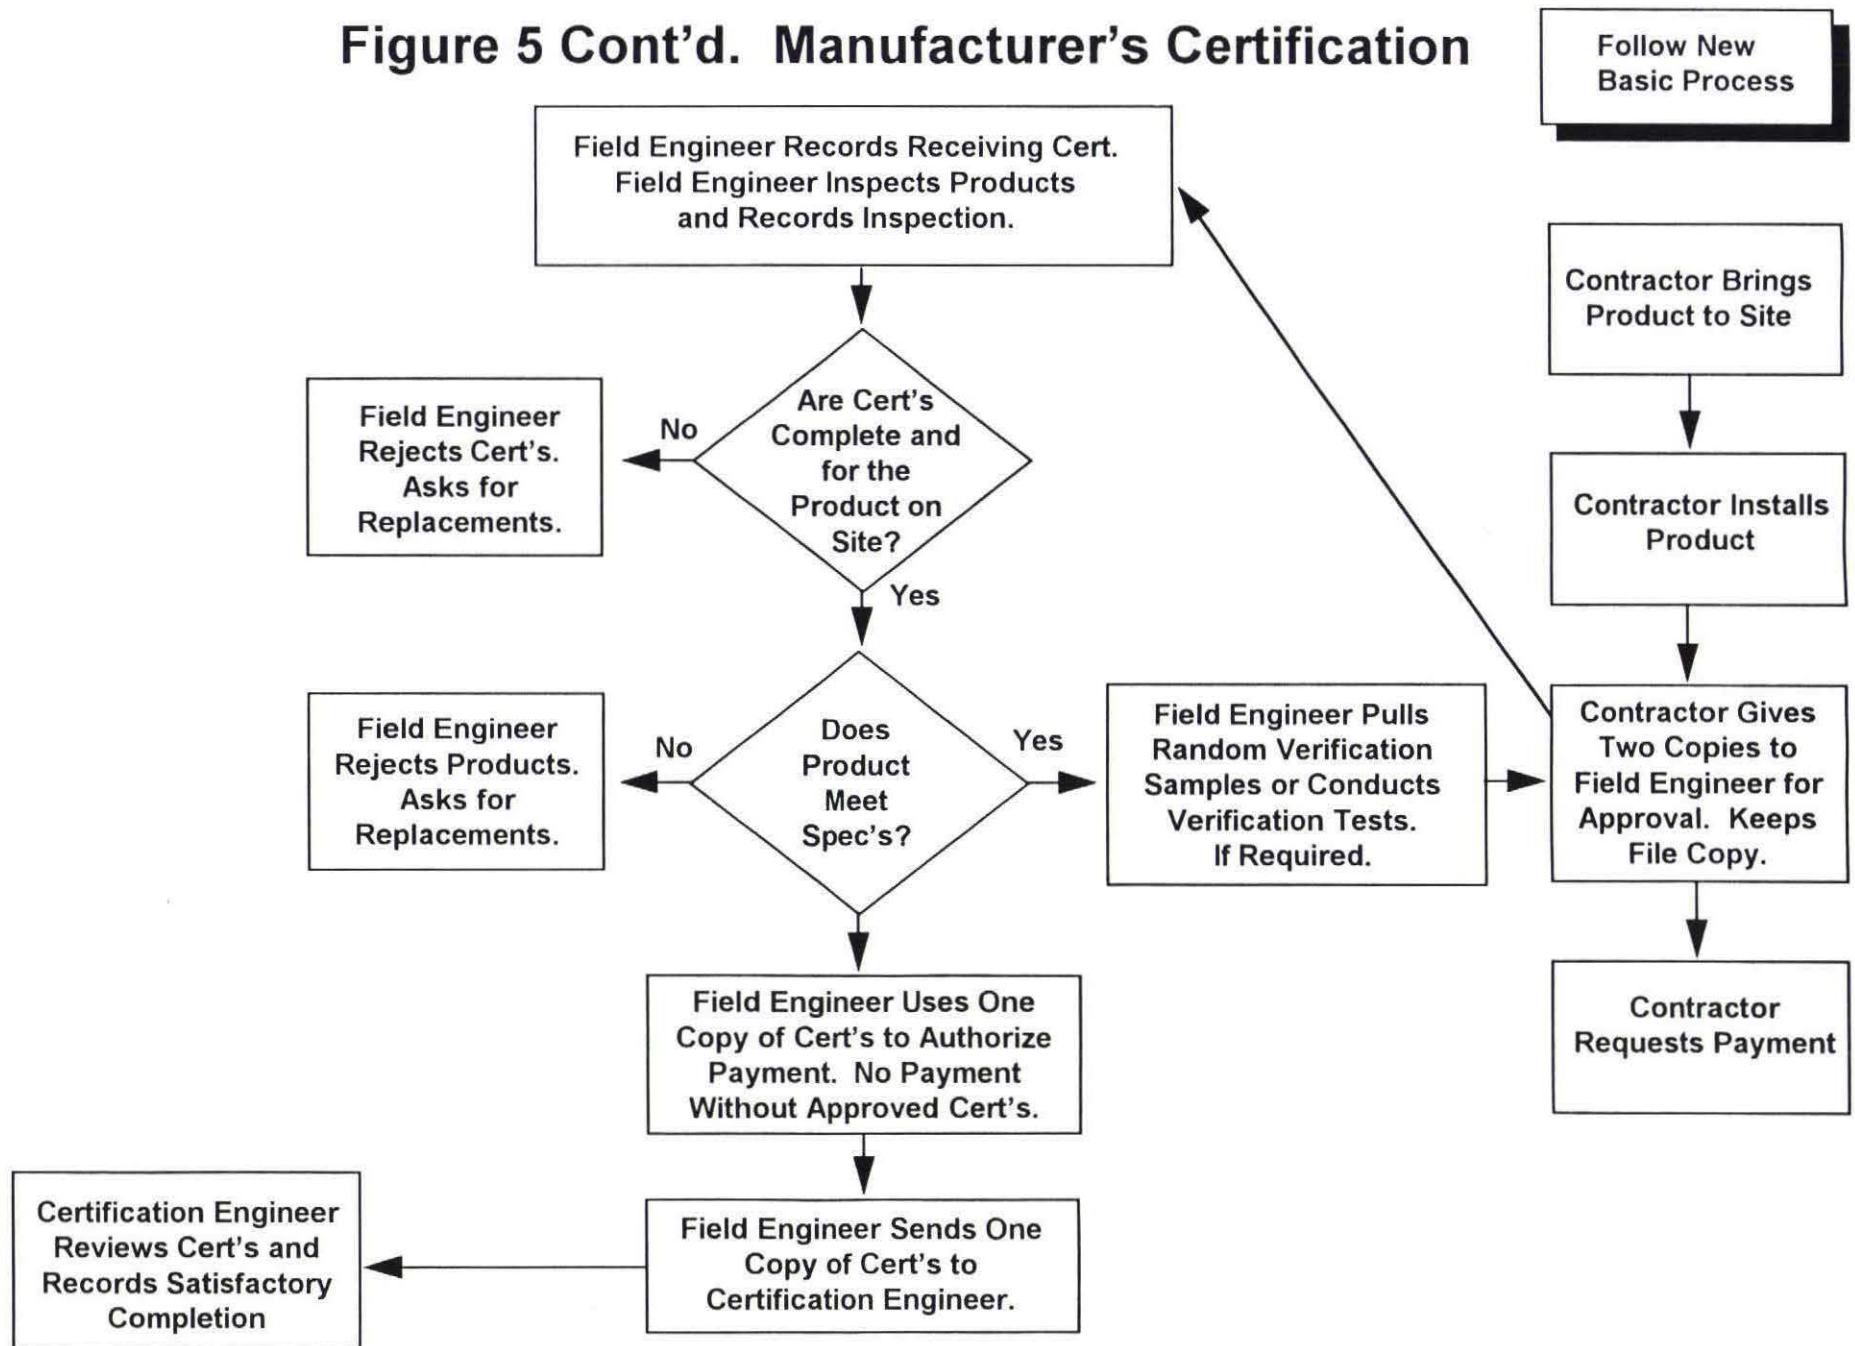 Figure 5 Cont'd.  Manufacturer's Certification
Follow New
Basic Process
Field Engineer Records Receiving Cert.
Field Engineer Inspects Products
and Records Inspection.
Contractor Brings
Product to Site
Are Cert's
Complete and
for the
Product on
Site?
No
Field Engineer
Rejects Cert's.
Asks for
Replacements.
Contractor Installs
Product
Yes
Does
Product
Meet
Spec's?
No
Field Engineer
Rejects Products.
Asks for
Replacements.
Yes
Field Engineer Pulls
Random Verification
Samples or Conducts
Verification Tests.
If Required.
Contractor Gives
Two Copies to
Field Engineer for
Approval.  Keeps
File Copy.
Field Engineer Uses One
Copy of Cert's to Authorize
Payment.  No Payment
Without Approved Cert's.
Contractor
Requests Payment
Field Engineer Sends One
Copy of Cert's to
Certification Engineer.
Certification Engineer
Reviews Cert's and
Records Satisfactory
Completion